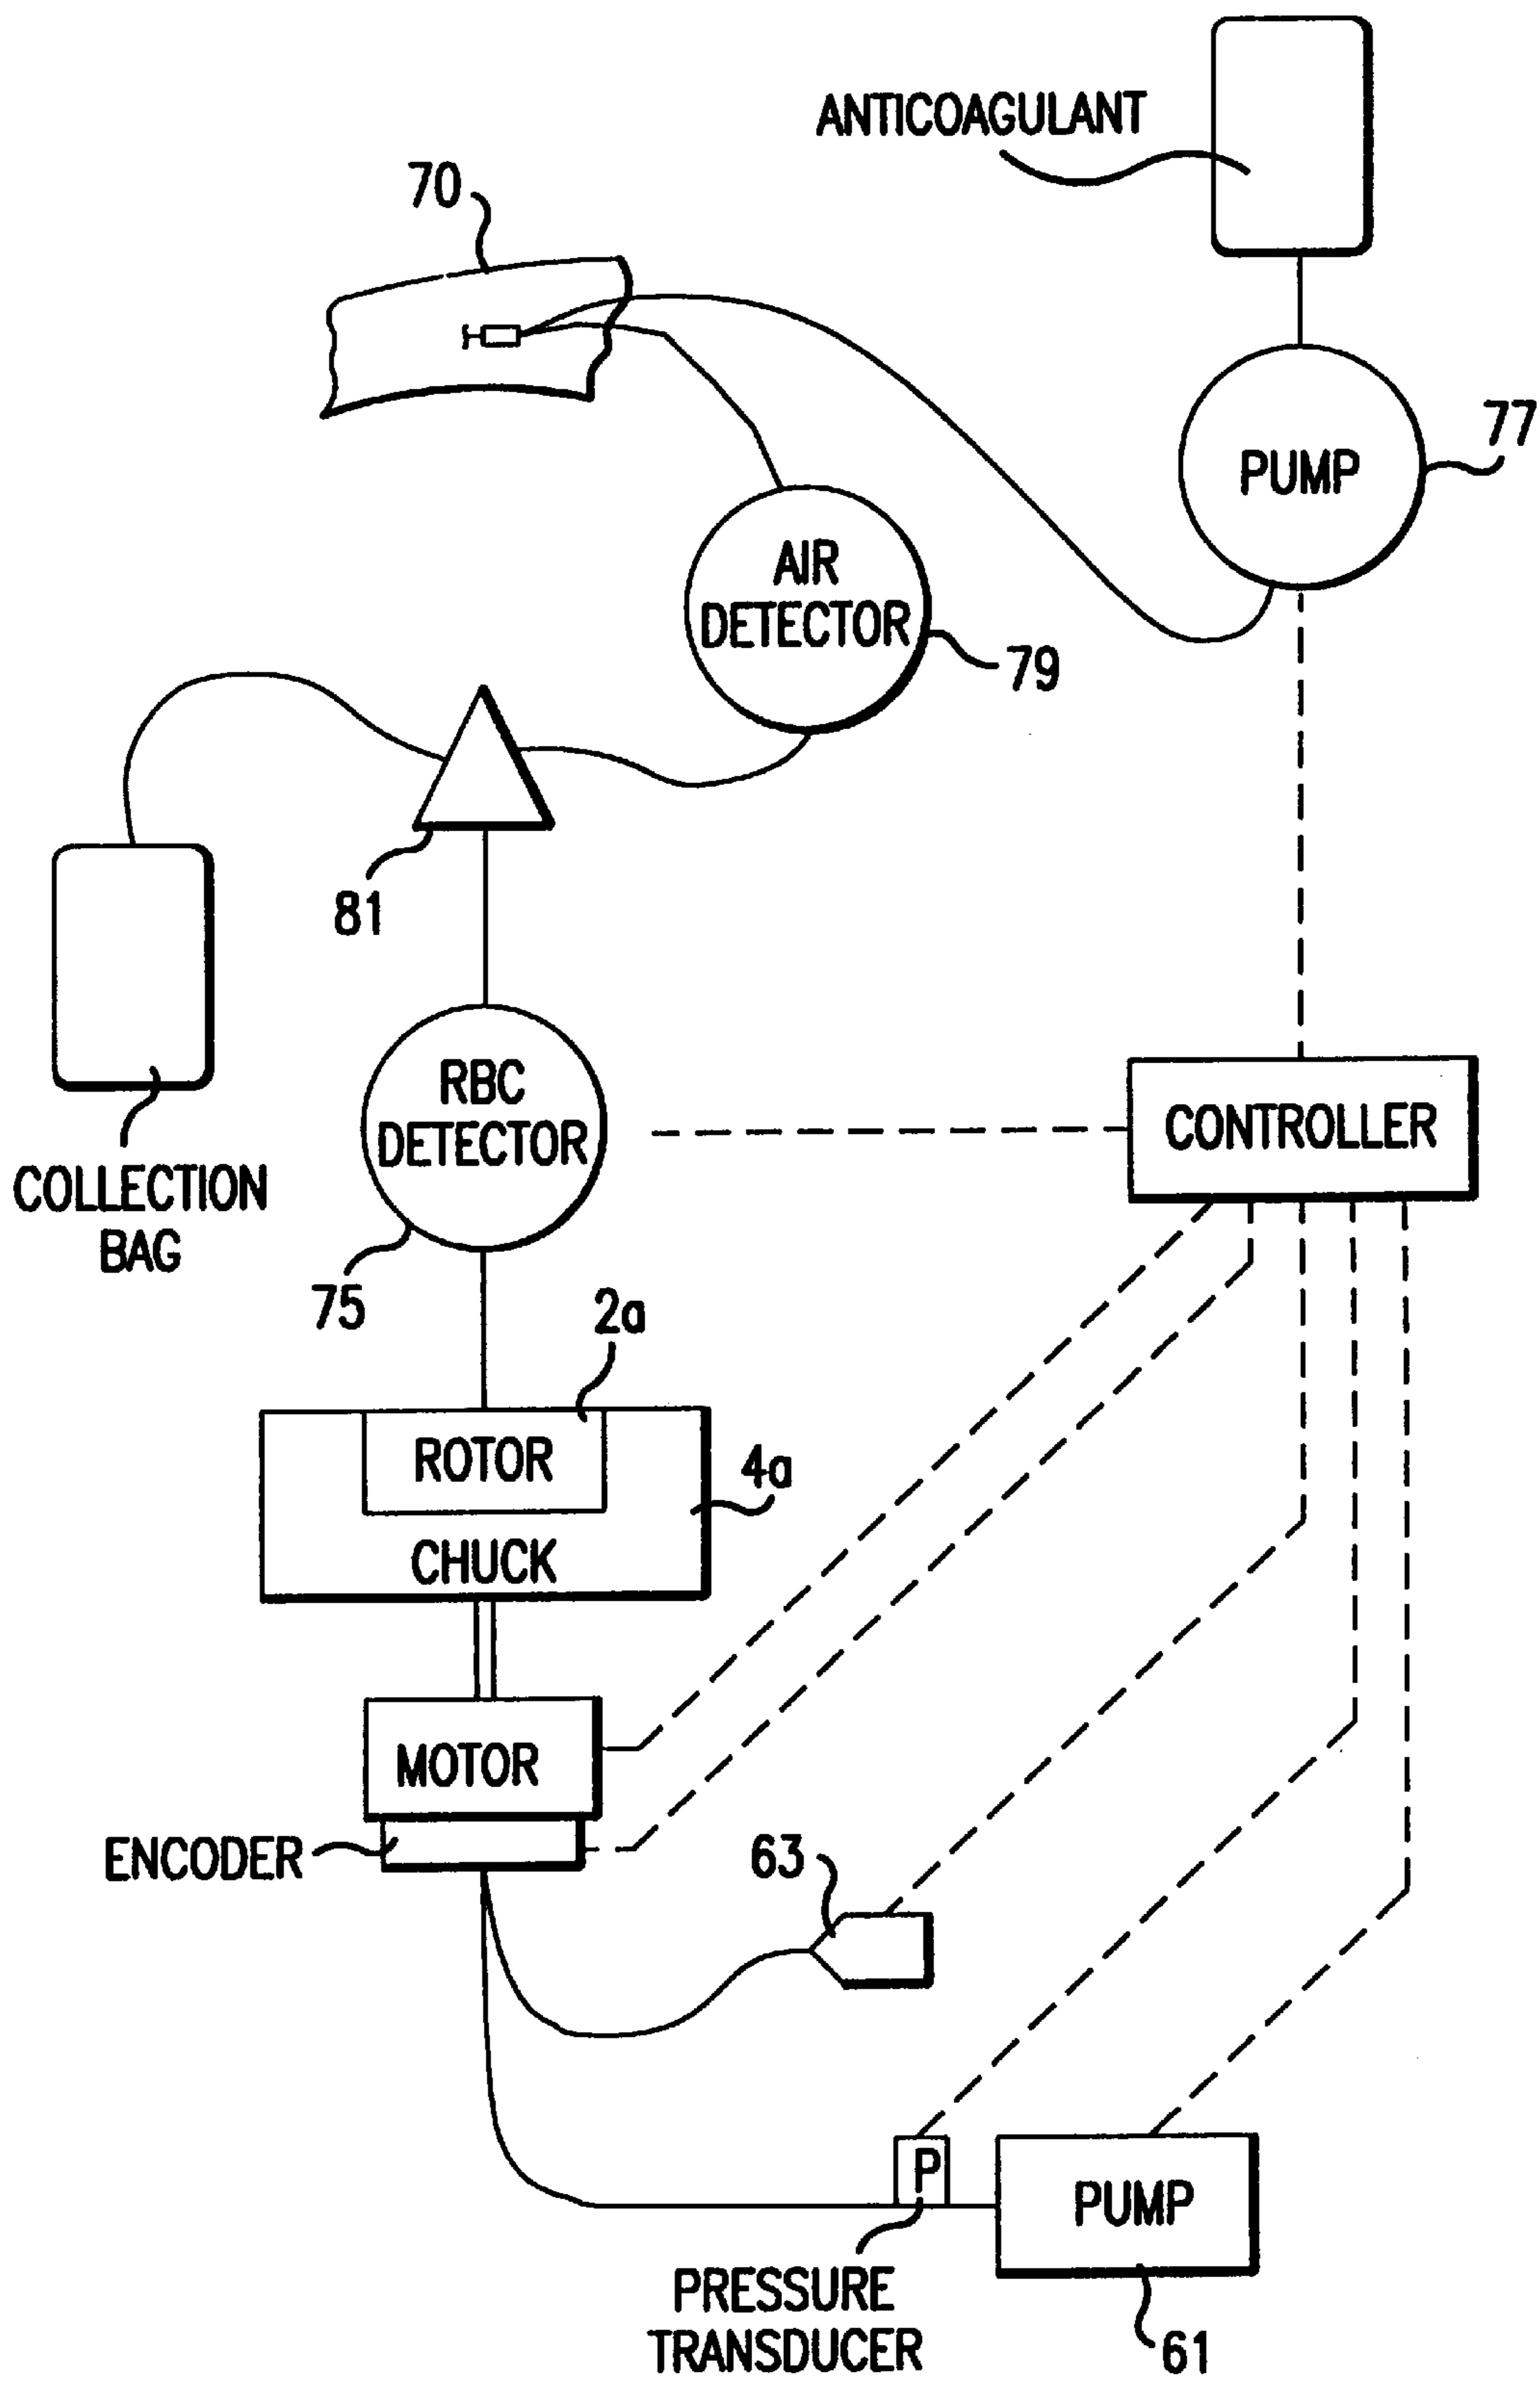 ANTICOAGULANT
70
77
PUMP
AIR
DETECTOR
79
81
RBC
DETECTOR
CONTROLLER
COLLECTION
BAG
75
2a
ROTOR
4a
CHUCK
MOTOR
ENCODER
63
P
PUMP
PRESSURE
TRANSDUCER
61